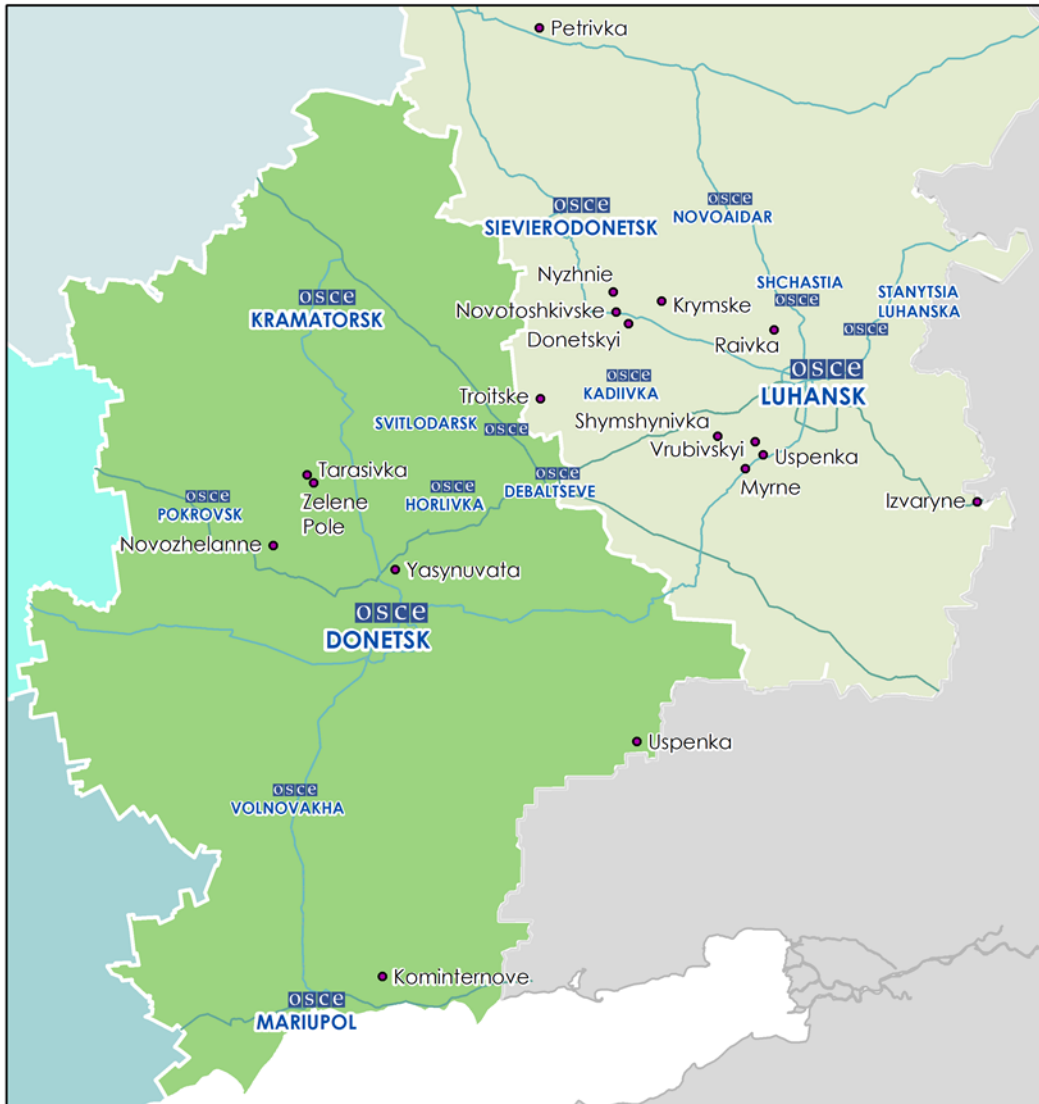 Petrivka
osce
SIEVIERODONETSK
osce
NOVOAIDAR
Nyzhnie
Novotoshkivske
Donetskyi
Krymske
SHCHASTIA
osce
Raivka
STANYTSIA
LUHANSKA
osce
osce
KRAMATORSK
osce
LUHANSK
osce
KADIIVKA
Troitske
SVITLODARSK
osce
Shymshynivka
Vrubivskyi
Uspenka
Myrne
osce
DEBALTSEVE
Izvaryne
Tarasivka
Zelene
Pole
osce
HORLIVKA
osce
POKROVSK
Novozhelanne
Yasynuvata
osce
DONETSK
Uspenka
osce
VOLNOVAKHA
Kominternove
osce
MARIUPOL